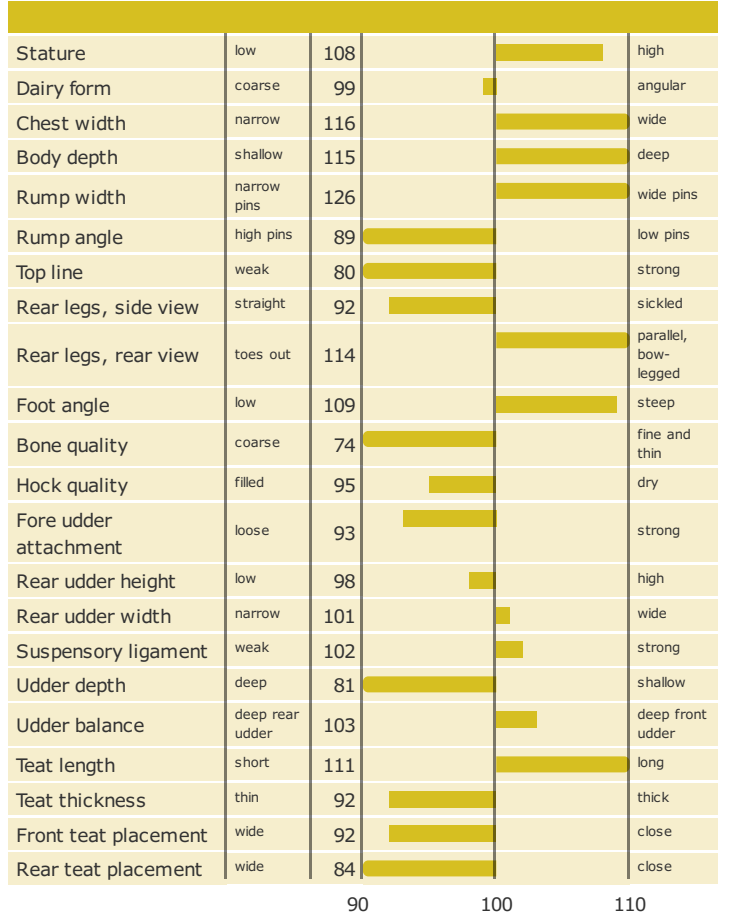 Stature low 108 high
Dairy form coarse 99 angular
Chest width narrow 116 wide
Body depth shallow 115 deep
Rump width narrow pins 126 wide pins
Rump angle high pins 89 low pins
Top line weak 80 strong
Rear legs, side view straight 92 sickled
Rear legs, rear view toes out 114 parallel, bow-legged
Foot angle low 109 steep
Bone quality coarse 74 fine and thin
Hock quality filled 95 dry
Fore udder attachment loose 93 strong
Rear udder height low 98 high
Rear udder width narrow 101 wide
Suspensory ligament weak 102 strong
Udder depth deep 81 shallow
Udder balance deep rear udder 103 deep front udder
Teat length short 111 long
Teat thickness thin 92 thick
Front teat placement wide 92 close
Rear teat placement wide 84 close
90 100 110